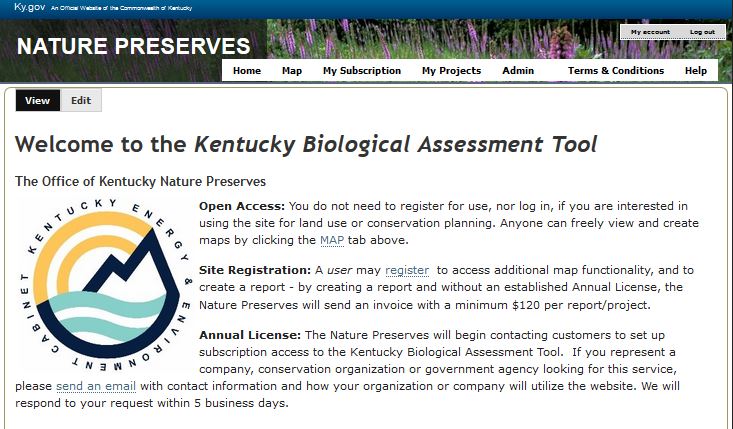 Ky.gov An Official Website of the Commonwealth of Kentucky
My account Log out
NATURE PRESERVES
Home Map My Subscription My Projects Admin Terms & Conditions Help
View Edit
Welcome to the Kentucky Biological Assessment Tool
The Office of Kentucky Nature Preserves
KENTUCKY ENERGY & ENVIRONMENT CABINET
Open Access: You do not need to register for use, nor log in, if you are interested in
using the site for land use or conservation planning. Anyone can freely view and create
maps by clicking the MAP tab above.
Site Registration: A user may register to access additional map functionality, and to
create a report - by creating a report and without an established Annual License, the
Nature Preserves will send an invoice with a minimum $120 per report/project.
Annual License: The Nature Preserves will begin contacting customers to set up
subscription access to the Kentucky Biological Assessment Tool. If you represent a
company, conservation organization or government agency looking for this service,
please send an email with contact information and how your organization or company will utilize the website. We will
respond to your request within 5 business days.